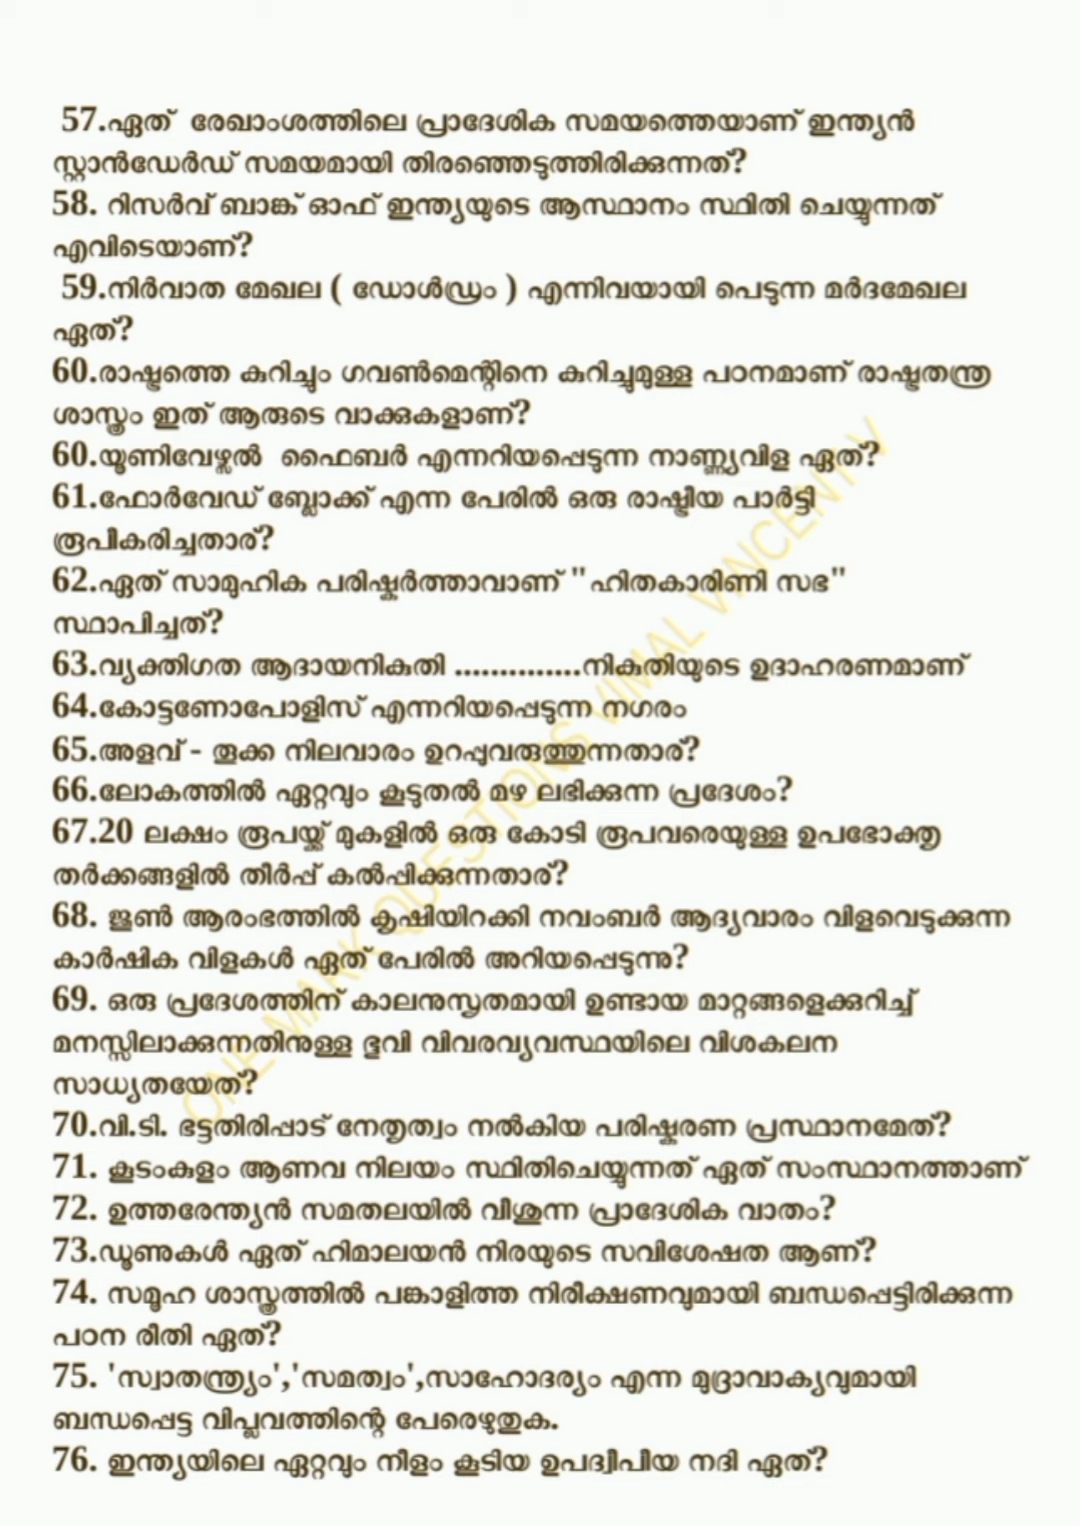 57.ഏത് രേഖാംശത്തിലെ പ്രാദേശിക സമയത്തെയാണ് ഇന്ത്യൻ
സ്റ്റാൻഡേർഡ് സമയമായി തിരഞ്ഞെടുത്തിരിക്കുന്നത്?
58. റിസർവ് ബാങ്ക് ഓഫ് ഇന്ത്യയുടെ ആസ്ഥാനം സ്ഥിതി ചെയ്യുന്നത്
എവിടെയാണ്?
59.നിർവാത മേഖല ( ഡോൾഡ്രം ) എന്നിവയായി പെടുന്ന മർദമേഖല
ഏത്?
60.രാഷ്ട്രത്തെ കുറിച്ചും ഗവൺമെന്റിനെ കുറിച്ചുമുള്ള പഠനമാണ് രാഷ്ട്രതന്ത്ര
ശാസ്ത്രം ഇത് ആരുടെ വാക്കുകളാണ്?
60.യൂണിവേഴ്സൽ ഫൈബർ എന്നറിയപ്പെടുന്ന നാണ്ണ്യവിള ഏത്?
61.ഫോർവേഡ് ബ്ലോക്ക് എന്ന പേരിൽ ഒരു രാഷ്ട്രീയ പാർട്ടി
രൂപീകരിച്ചതാര്?
62.ഏത് സാമുഹിക പരിഷ്കർത്താവാണ് "ഹിതകാരിണി സഭ"
സ്ഥാപിച്ചത്?
63.വ്യക്തിഗത ആദായനികുതി ..............നികുതിയുടെ ഉദാഹരണമാണ്
64.കോട്ടണോപോളിസ് എന്നറിയപ്പെടുന്ന നഗരം
65.അളവ് - തൂക്ക നിലവാരം ഉറപ്പുവരുത്തുന്നതാര്?
66.ലോകത്തിൽ ഏറ്റവും കൂടുതൽ മഴ ലഭിക്കുന്ന പ്രദേശം?
67.20 ലക്ഷം രൂപയ്ക്ക് മുകളിൽ ഒരു കോടി രൂപവരെയുള്ള ഉപഭോക്തൃ
തർക്കങ്ങളിൽ തീർപ്പ് കൽപ്പിക്കുന്നതാര്?
68. ജൂൺ ആരംഭത്തിൽ കൃഷിയിറക്കി നവംബർ ആദ്യവാരം വിളവെടുക്കുന്ന
കാർഷിക വിളകൾ ഏത് പേരിൽ അറിയപ്പെടുന്നു?
69. ഒരു പ്രദേശത്തിന് കാലനുസൃതമായി ഉണ്ടായ മാറ്റങ്ങളെക്കുറിച്ച്
മനസ്സിലാക്കുന്നതിനുള്ള ഭുവി വിവരവ്യവസ്ഥയിലെ വിശകലന
സാധ്യതയേത്?
70.വി.ടി. ഭട്ടതിരിപ്പാട് നേതൃത്വം നൽകിയ പരിഷ്കരണ പ്രസ്ഥാനമേത്?
71. കൂടംകുളം ആണവ നിലയം സ്ഥിതിചെയ്യുന്നത് ഏത് സംസ്ഥാനത്താണ്
72. ഉത്തരേന്ത്യൻ സമതലയിൽ വീശുന്ന പ്രാദേശിക വാതം?
73.ഡൂണുകൾ ഏത് ഹിമാലയൻ നിരയുടെ സവിശേഷത ആണ്?
74. സമൂഹ ശാസ്ത്രത്തിൽ പങ്കാളിത്ത നിരീക്ഷണവുമായി ബന്ധപ്പെട്ടിരിക്കുന്ന
പഠന രീതി ഏത്?
75. 'സ്വാതന്ത്ര്യം','സമത്വം',സാഹോദര്യം എന്ന മുദ്രാവാക്യവുമായി
ബന്ധപ്പെട്ട വിപ്ലവത്തിന്റെ പേരെഴുതുക.
76. ഇന്ത്യയിലെ ഏറ്റവും നീളം കൂടിയ ഉപദ്വീപീയ നദി ഏത്?
ONE MARK QUESTIONS VIMAL VINCENT V